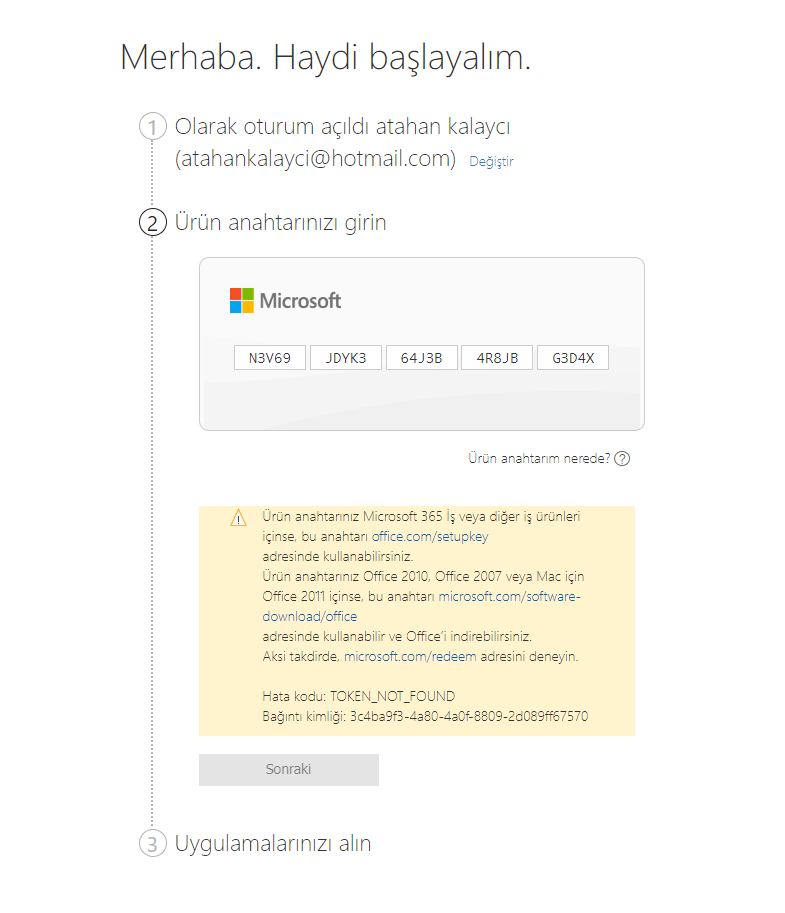 Merhaba. Haydi başlayalım.
1 Olarak oturum açıldı atahan kalaycı
(atahankalayci@hotmail.com) Değiştir
2 Ürün anahtarınızı girin
Microsoft
N3V69 JDYK3 64J3B 4R8JB G3D4X
Ürün anahtarım nerede? ?
Ürün anahtarınız Microsoft 365 İş veya diğer iş ürünleri
içinse, bu anahtarı office.com/setupkey
adresinde kullanabilirsiniz.
Ürün anahtarınız Office 2010, Office 2007 veya Mac için
Office 2011 içinse, bu anahtarı microsoft.com/software-
download/office
adresinde kullanabilir ve Office'i indirebilirsiniz.
Aksi takdirde, microsoft.com/redeem adresini deneyin.
Hata kodu: TOKEN_NOT_FOUND
Bağıntı kimliği: 3c4ba9f3-4a80-4a0f-8809-2d089ff67570
Sonraki
3 Uygulamalarınızı alın